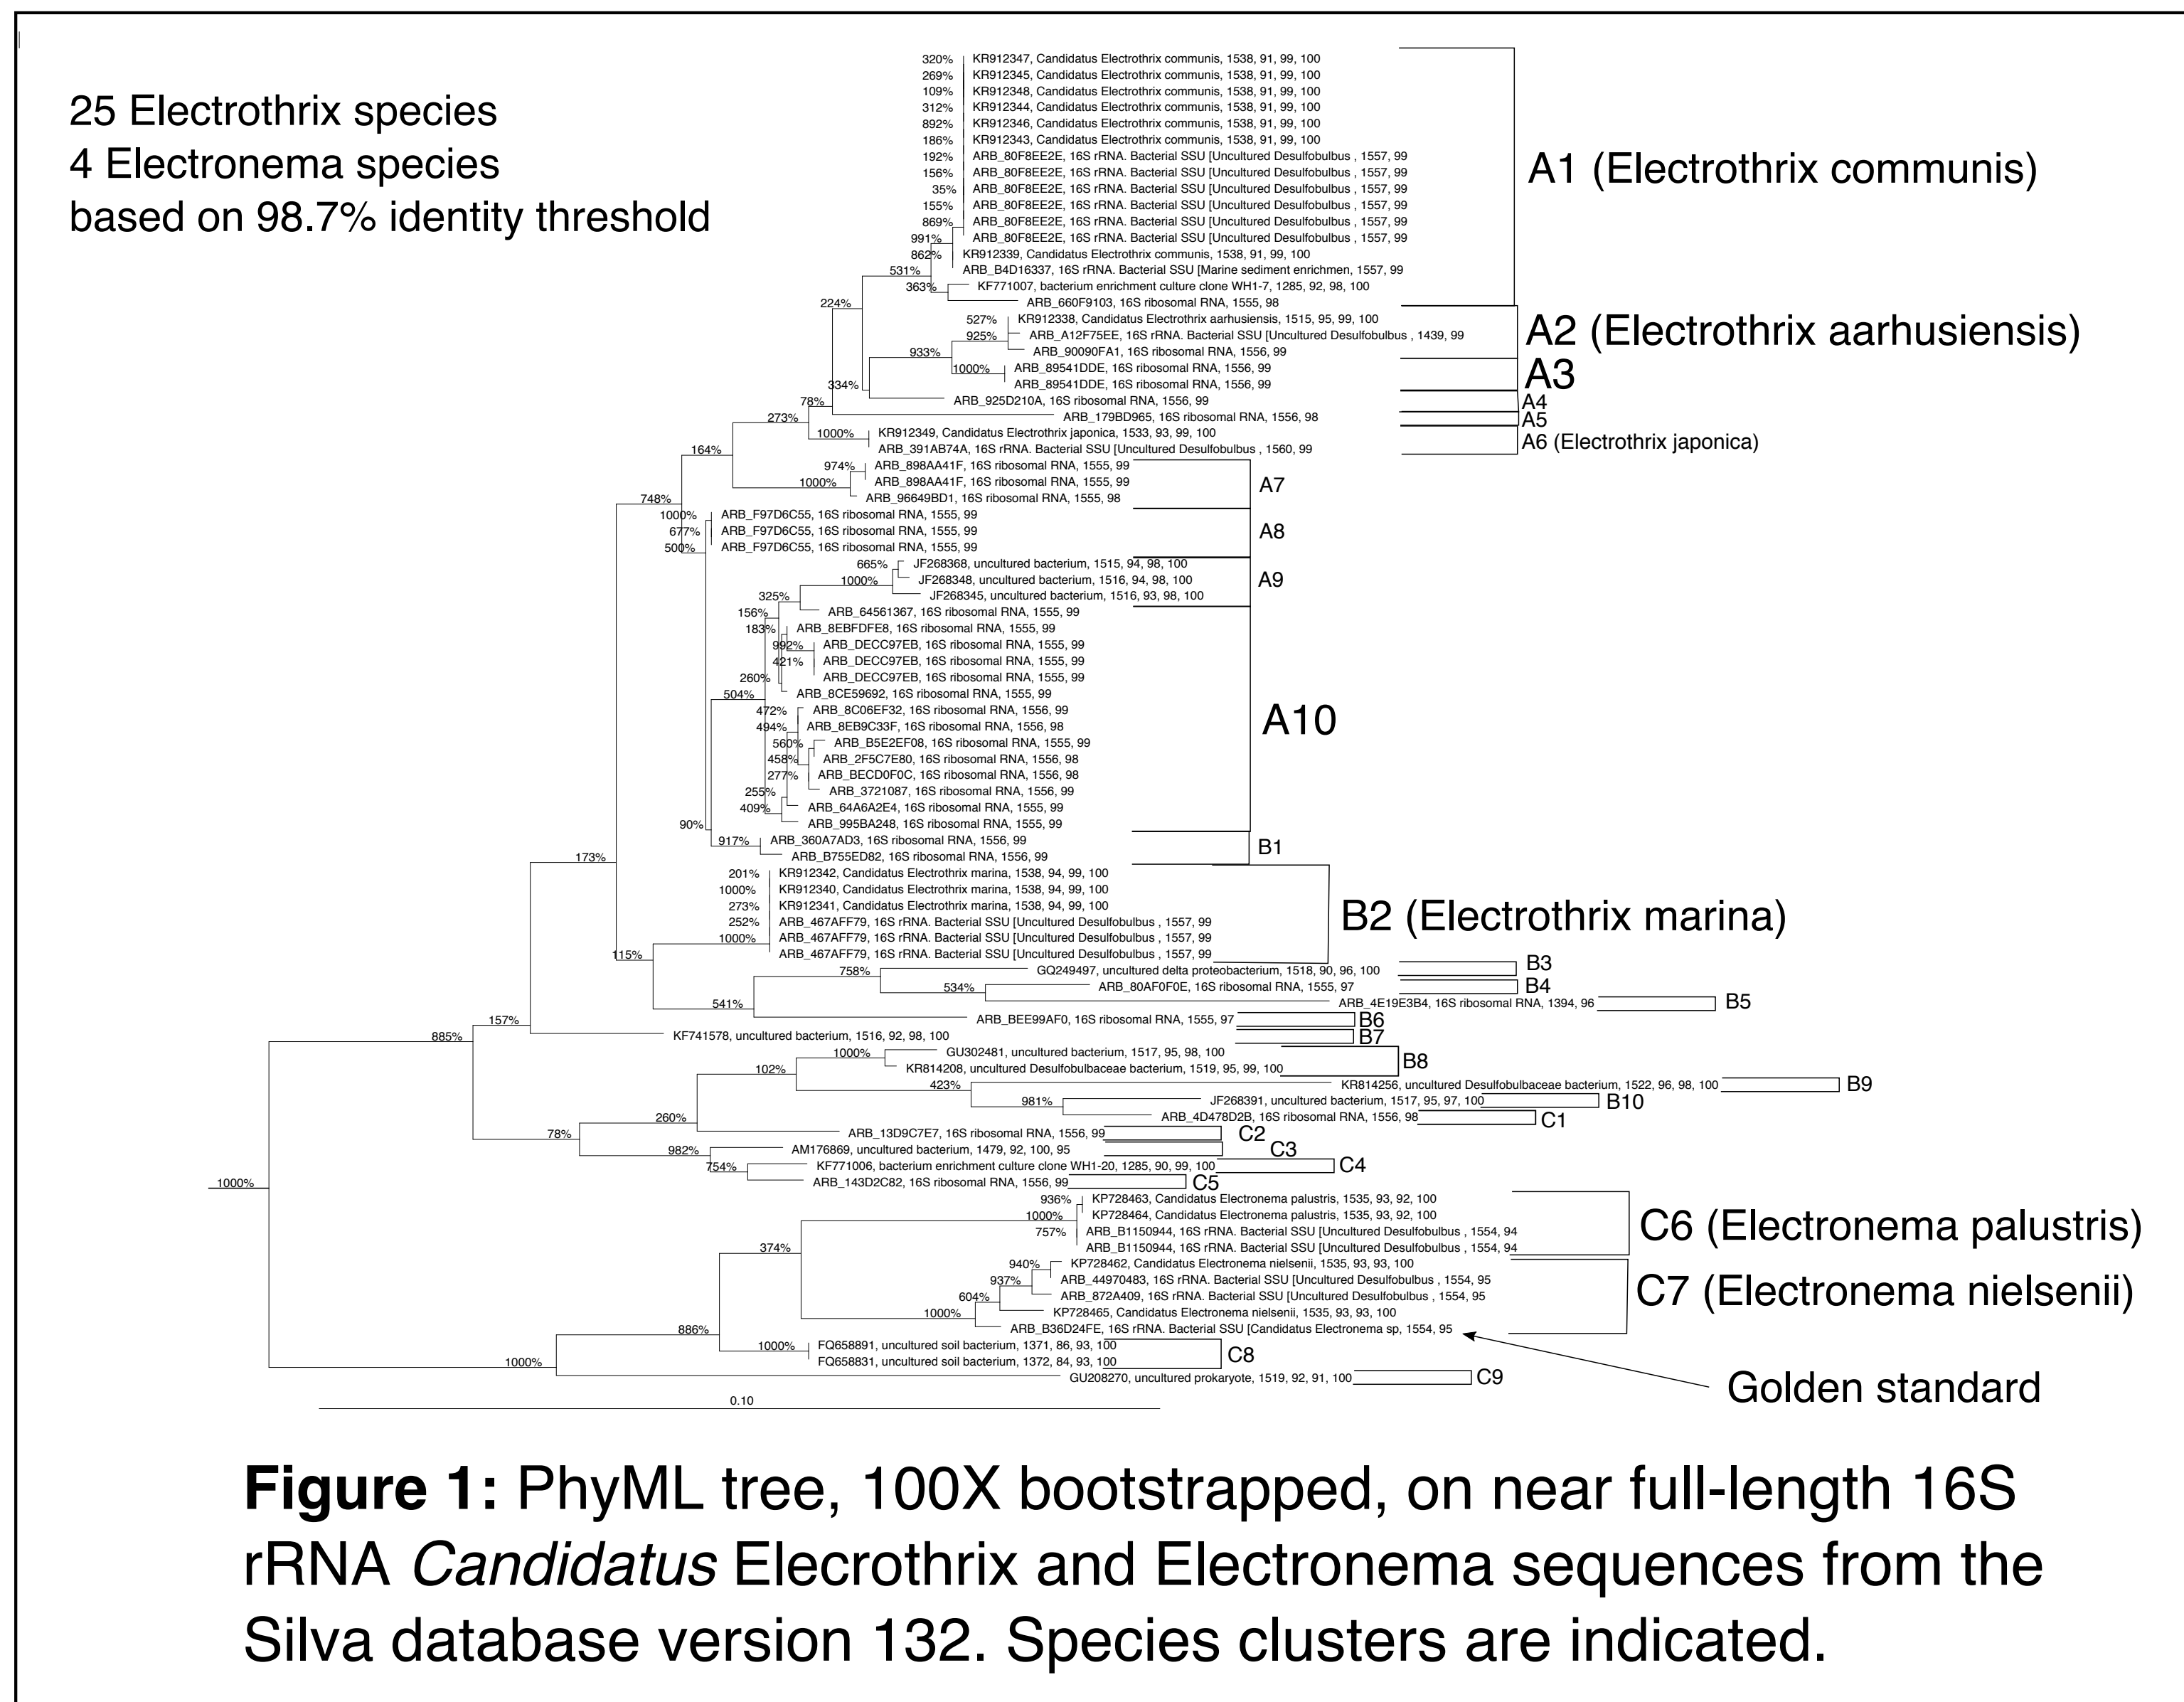 25 Electrothrix species
4 Electronema species
based on 98.7% identity threshold
320% KR912347, Candidatus Electrothrix communis, 1538, 91, 99, 100
269% KR912345, Candidatus Electrothrix communis, 1538, 91, 99, 100
109% KR912348, Candidatus Electrothrix communis, 1538, 91, 99, 100
312% KR912344, Candidatus Electrothrix communis, 1538, 91, 99, 100
892% KR912346, Candidatus Electrothrix communis, 1538, 91, 99, 100
186% KR912343, Candidatus Electrothrix communis, 1538, 91, 99, 100
192% ARB_80F8EE2E, 16S rRNA. Bacterial SSU [Uncultured Desulfobulbus , 1557, 99
A1 (Electrothrix communis)
156% ARB_80F8EE2E, 16S rRNA. Bacterial SSU [Uncultured Desulfobulbus , 1557, 99
35% ARB_80F8EE2E, 16S rRNA. Bacterial SSU [Uncultured Desulfobulbus , 1557, 99
155% ARB_80F8EE2E, 16S rRNA. Bacterial SSU [Uncultured Desulfobulbus , 1557, 99
869% ARB_80F8EE2E, 16S rRNA. Bacterial SSU [Uncultured Desulfobulbus , 1557, 99
991% ARB_80F8EE2E, 16S rRNA. Bacterial SSU [Uncultured Desulfobulbus , 1557, 99
862% KR912339, Candidatus Electrothrix communis, 1538, 91, 99, 100
531% ARB_B4D16337, 16S rRNA. Bacterial SSU [Marine sediment enrichmen, 1557, 99
363% KF771007, bacterium enrichment culture clone WH1-7, 1285, 92, 98, 100
224% ARB_660F9103, 16S ribosomal RNA, 1555, 98
527% KR912338, Candidatus Electrothrix aarhusiensis, 1515, 95, 99, 100
925% ARB_A12F75EE, 16S rRNA. Bacterial SSU [Uncultured Desulfobulbus , 1439, 99
A2 (Electrothrix aarhusiensis)
933% ARB_90090FA1, 16S ribosomal RNA, 1556, 99
1000% ARB_89541DDE, 16S ribosomal RNA, 1556, 99
A3
334% ARB_89541DDE, 16S ribosomal RNA, 1556, 99
78% ARB_925D210A, 16S ribosomal RNA, 1556, 99
A4
273% ARB_179BD965, 16S ribosomal RNA, 1556, 98
A5
1000% KR912349, Candidatus Electrothrix japonica, 1533, 93, 99, 100
A6 (Electrothrix japonica)
164% ARB_391AB74A, 16S rRNA. Bacterial SSU [Uncultured Desulfobulbus , 1560, 99
974% ARB_898AA41F, 16S ribosomal RNA, 1555, 99
1000% ARB_898AA41F, 16S ribosomal RNA, 1555, 99
A7
748% ARB_96649BD1, 16S ribosomal RNA, 1555, 98
1000% ARB_F97D6C55, 16S ribosomal RNA, 1555, 99
677% ARB_F97D6C55, 16S ribosomal RNA, 1555, 99
A8
500% ARB_F97D6C55, 16S ribosomal RNA, 1555, 99
665% JF268368, uncultured bacterium, 1515, 94, 98, 100
1000% JF268348, uncultured bacterium, 1516, 94, 98, 100
A9
325% JF268345, uncultured bacterium, 1516, 93, 98, 100
156% ARB_64561367, 16S ribosomal RNA, 1555, 99
183% ARB_8EBFDFE8, 16S ribosomal RNA, 1555, 99
992% ARB_DECC97EB, 16S ribosomal RNA, 1555, 99
421% ARB_DECC97EB, 16S ribosomal RNA, 1555, 99
260% ARB_DECC97EB, 16S ribosomal RNA, 1555, 99
504% ARB_8CE59692, 16S ribosomal RNA, 1555, 99
472% ARB_8C06EF32, 16S ribosomal RNA, 1556, 99
A10
494% ARB_8EB9C33F, 16S ribosomal RNA, 1556, 98
560% ARB_B5E2EF08, 16S ribosomal RNA, 1555, 99
458% ARB_2F5C7E80, 16S ribosomal RNA, 1556, 98
277% ARB_BECD0F0C, 16S ribosomal RNA, 1556, 98
255% ARB_3721087, 16S ribosomal RNA, 1556, 99
409% ARB_64A6A2E4, 16S ribosomal RNA, 1555, 99
90% ARB_995BA248, 16S ribosomal RNA, 1555, 99
917% ARB_360A7AD3, 16S ribosomal RNA, 1556, 99
B1
173% ARB_B755ED82, 16S ribosomal RNA, 1556, 99
201% KR912342, Candidatus Electrothrix marina, 1538, 94, 99, 100
1000% KR912340, Candidatus Electrothrix marina, 1538, 94, 99, 100
273% KR912341, Candidatus Electrothrix marina, 1538, 94, 99, 100
B2 (Electrothrix marina)
252% ARB_467AFF79, 16S rRNA. Bacterial SSU [Uncultured Desulfobulbus , 1557, 99
1000% ARB_467AFF79, 16S rRNA. Bacterial SSU [Uncultured Desulfobulbus , 1557, 99
115% ARB_467AFF79, 16S rRNA. Bacterial SSU [Uncultured Desulfobulbus , 1557, 99
758% GQ249497, uncultured delta proteobacterium, 1518, 90, 96, 100 B3
534% ARB_80AF0F0E, 16S ribosomal RNA, 1555, 97 B4
541% ARB_4E19E3B4, 16S ribosomal RNA, 1394, 96 B5
157% ARB_BEE99AF0, 16S ribosomal RNA, 1555, 97 B6
885% KF741578, uncultured bacterium, 1516, 92, 98, 100 B7
1000% GU302481, uncultured bacterium, 1517, 95, 98, 100
B8
102% KR814208, uncultured Desulfobulbaceae bacterium, 1519, 95, 99, 100
423% KR814256, uncultured Desulfobulbaceae bacterium, 1522, 96, 98, 100 B9
981% JF268391, uncultured bacterium, 1517, 95, 97, 100 B10
260% ARB_4D478D2B, 16S ribosomal RNA, 1556, 98 C1
78% ARB_13D9C7E7, 16S ribosomal RNA, 1556, 99 C2
982% AM176869, uncultured bacterium, 1479, 92, 100, 95 C3
754% KF771006, bacterium enrichment culture clone WH1-20, 1285, 90, 99, 100 C4
1000% ARB_143D2C82, 16S ribosomal RNA, 1556, 99 C5
936% KP728463, Candidatus Electronema palustris, 1535, 93, 92, 100
1000% KP728464, Candidatus Electronema palustris, 1535, 93, 92, 100
C6 (Electronema palustris)
757% ARB_B1150944, 16S rRNA. Bacterial SSU [Uncultured Desulfobulbus , 1554, 94
374% ARB_B1150944, 16S rRNA. Bacterial SSU [Uncultured Desulfobulbus , 1554, 94
940% KP728462, Candidatus Electronema nielsenii, 1535, 93, 93, 100
937% ARB_44970483, 16S rRNA. Bacterial SSU [Uncultured Desulfobulbus , 1554, 95
C7 (Electronema nielsenii)
604% ARB_872A409, 16S rRNA. Bacterial SSU [Uncultured Desulfobulbus , 1554, 95
1000% KP728465, Candidatus Electronema nielsenii, 1535, 93, 93, 100
886% ARB_B36D24FE, 16S rRNA. Bacterial SSU [Candidatus Electronema sp, 1554, 95
1000% FQ658891, uncultured soil bacterium, 1371, 86, 93, 100
C8
1000% FQ658831, uncultured soil bacterium, 1372, 84, 93, 100
GU208270, uncultured prokaryote, 1519, 92, 91, 100 C9
Golden standard
0.10
Figure 1: PhyML tree, 100X bootstrapped, on near full-length 16S
rRNA Candidatus Elecrothrix and Electronema sequences from the
Silva database version 132. Species clusters are indicated.